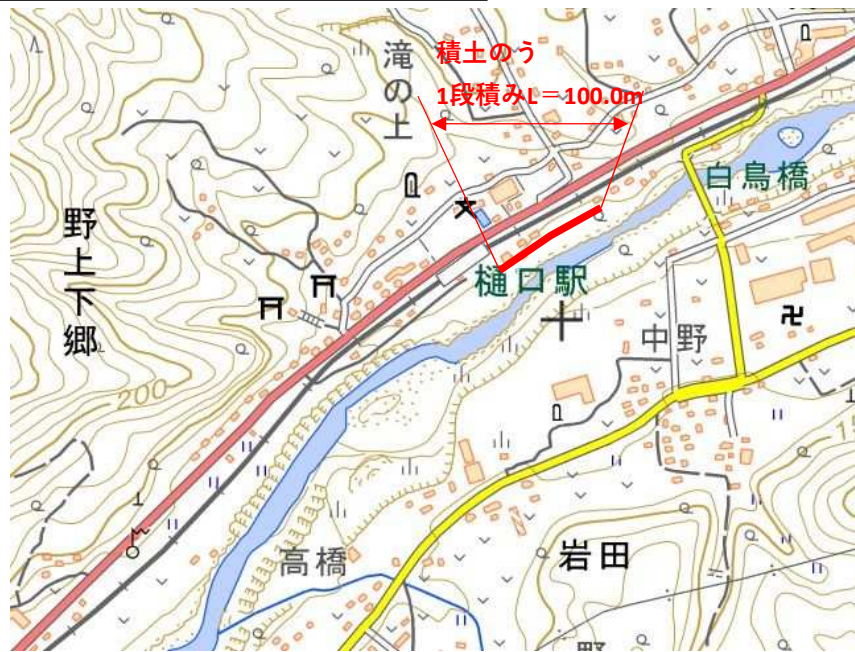 積土のう
1段積みL=100.0m
滝の上
白鳥橋
野上下郷
樋口駅
中野
200
岩田
高橋